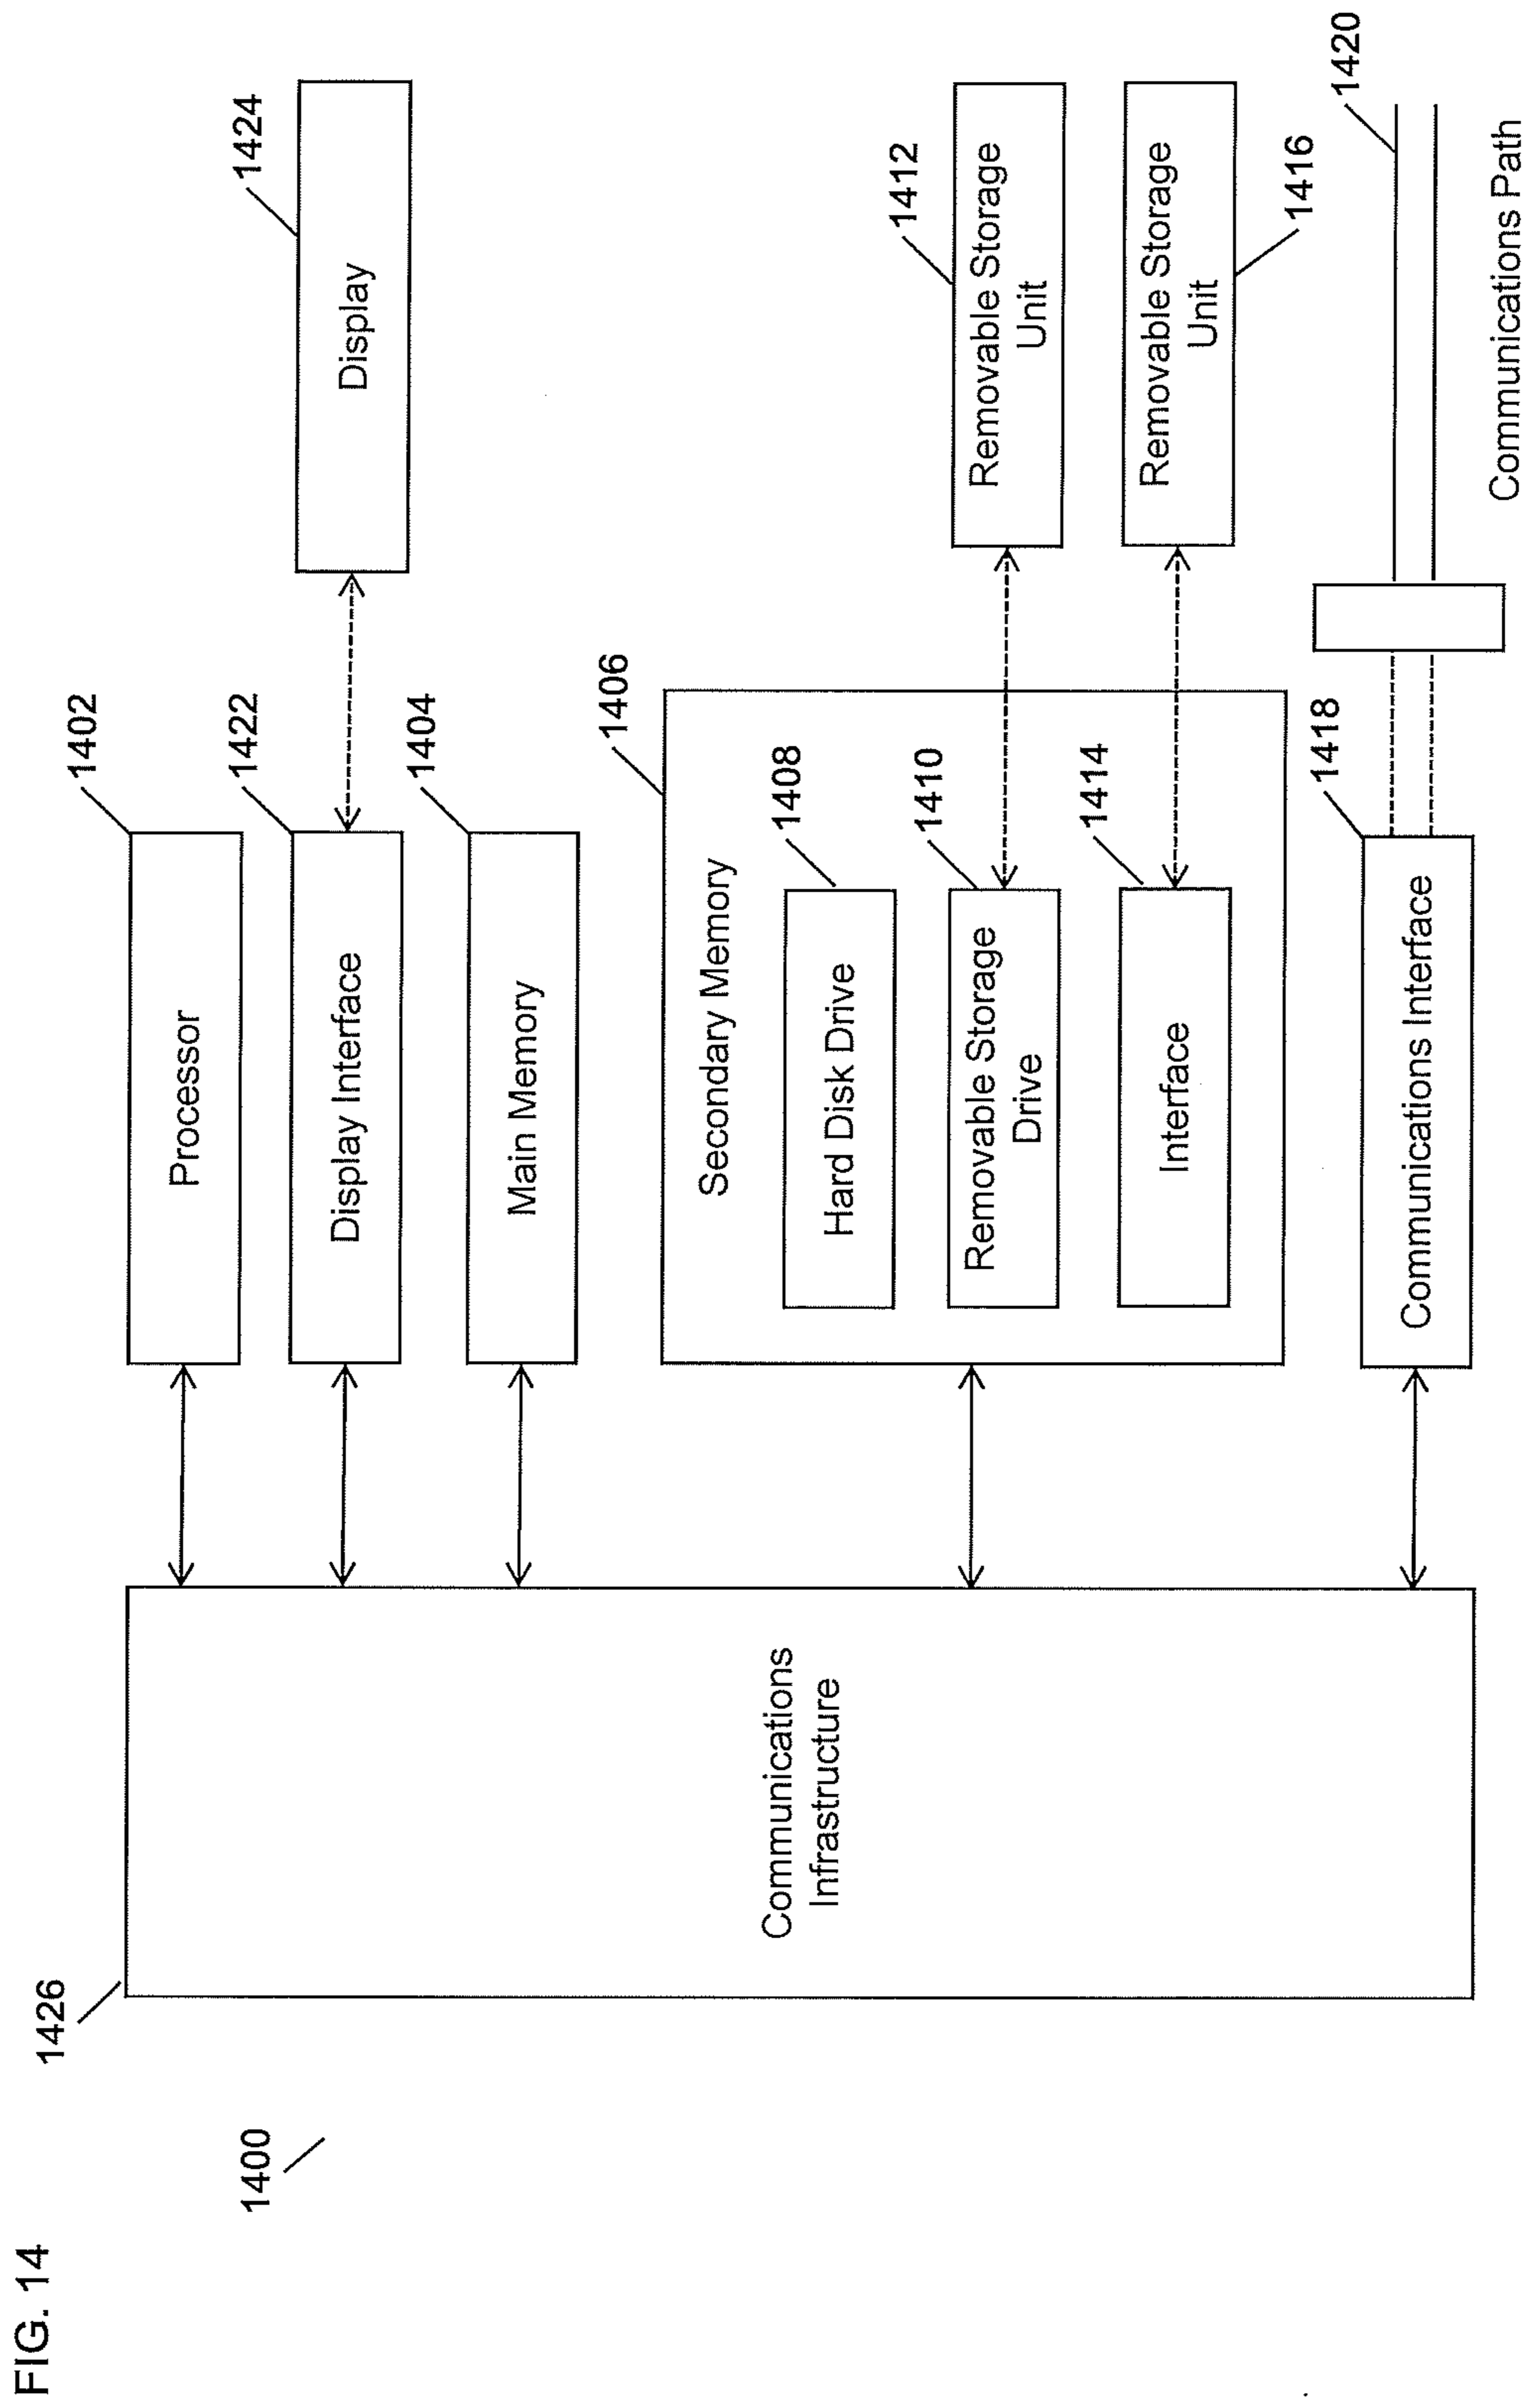 FIG. 14
1400
1426
Communications
Infrastructure
1402
Processor
1422
Display Interface
1424
Display
1404
Main Memory
1406
Secondary Memory
1408
Hard Disk Drive
1410
Removable Storage
Drive
1412
Removable Storage
Unit
1414
Interface
Removable Storage
Unit
1416
1418
Communications Interface
1420
Communications Path